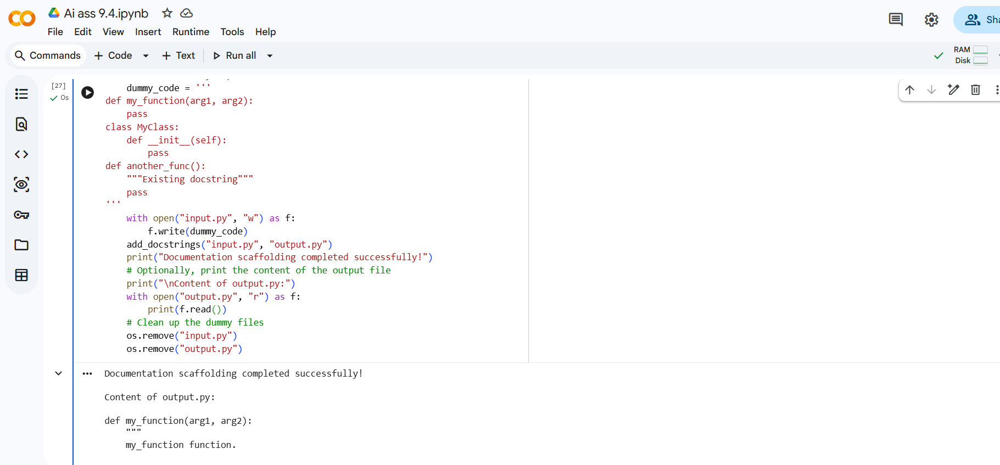 Ai ass 9.4.ipynb
File Edit View Insert Runtime Tools Help
Commands + Code + Text Run all
RAM
Disk
[27]
0s
    dummy_code = '''
def my_function(arg1, arg2):
    pass
class MyClass:
    def __init__(self):
        pass
def another_func():
    """Existing docstring"""
    pass
'''
    with open("input.py", "w") as f:
        f.write(dummy_code)
    add_docstrings("input.py", "output.py")
    print("Documentation scaffolding completed successfully!")
    # Optionally, print the content of the output file
    print("\nContent of output.py:")
    with open("output.py", "r") as f:
        print(f.read())
    # Clean up the dummy files
    os.remove("input.py")
    os.remove("output.py")
Documentation scaffolding completed successfully!
Content of output.py:
def my_function(arg1, arg2):
    """
    my_function function.